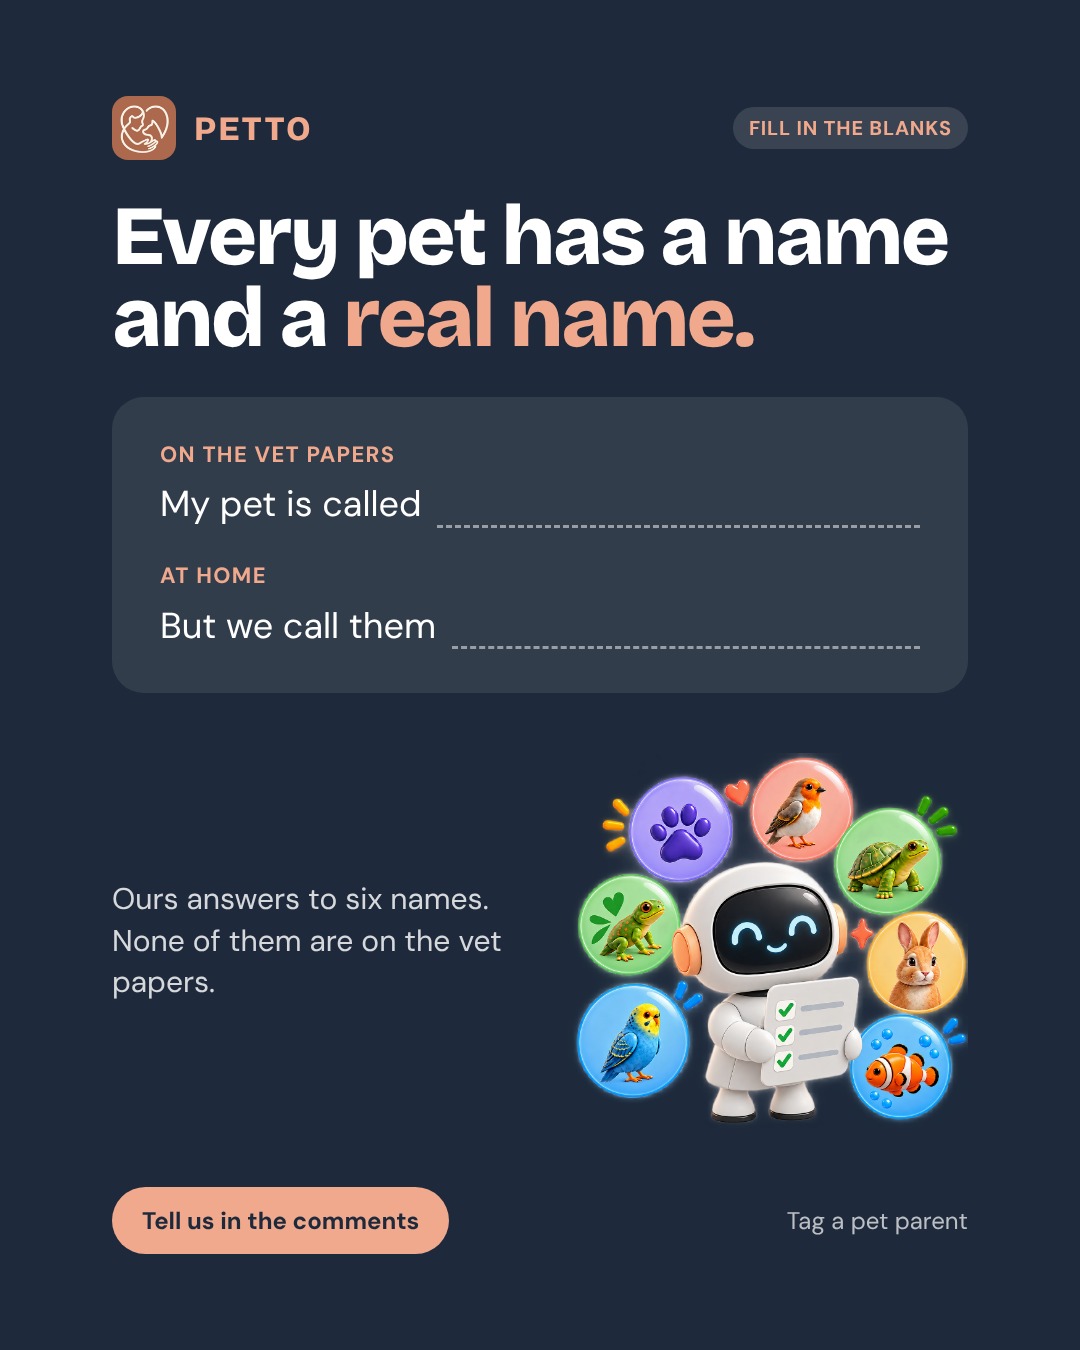 PETTO
FILL IN THE BLANKS
Every pet has a name
and a real name.
ON THE VET PAPERS
My pet is called
AT HOME
But we call them
Ours answers to six names.
None of them are on the vet
papers.
Tell us in the comments
Tag a pet parent